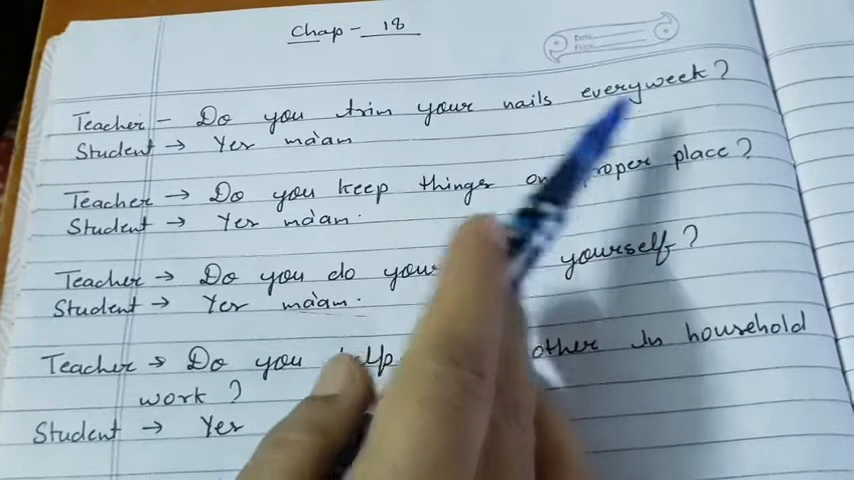 Chap - 18
Date
Teacher - Do you trim your nails everyweek?
Student → Yes ma'am
Teacher → Do you keep things on proper place?
Student → Yes ma'am.
Teacher → Do you do your yourself?
Student → Yes ma'am.
Teacher → Do you help other in household
work?
Student → Yes